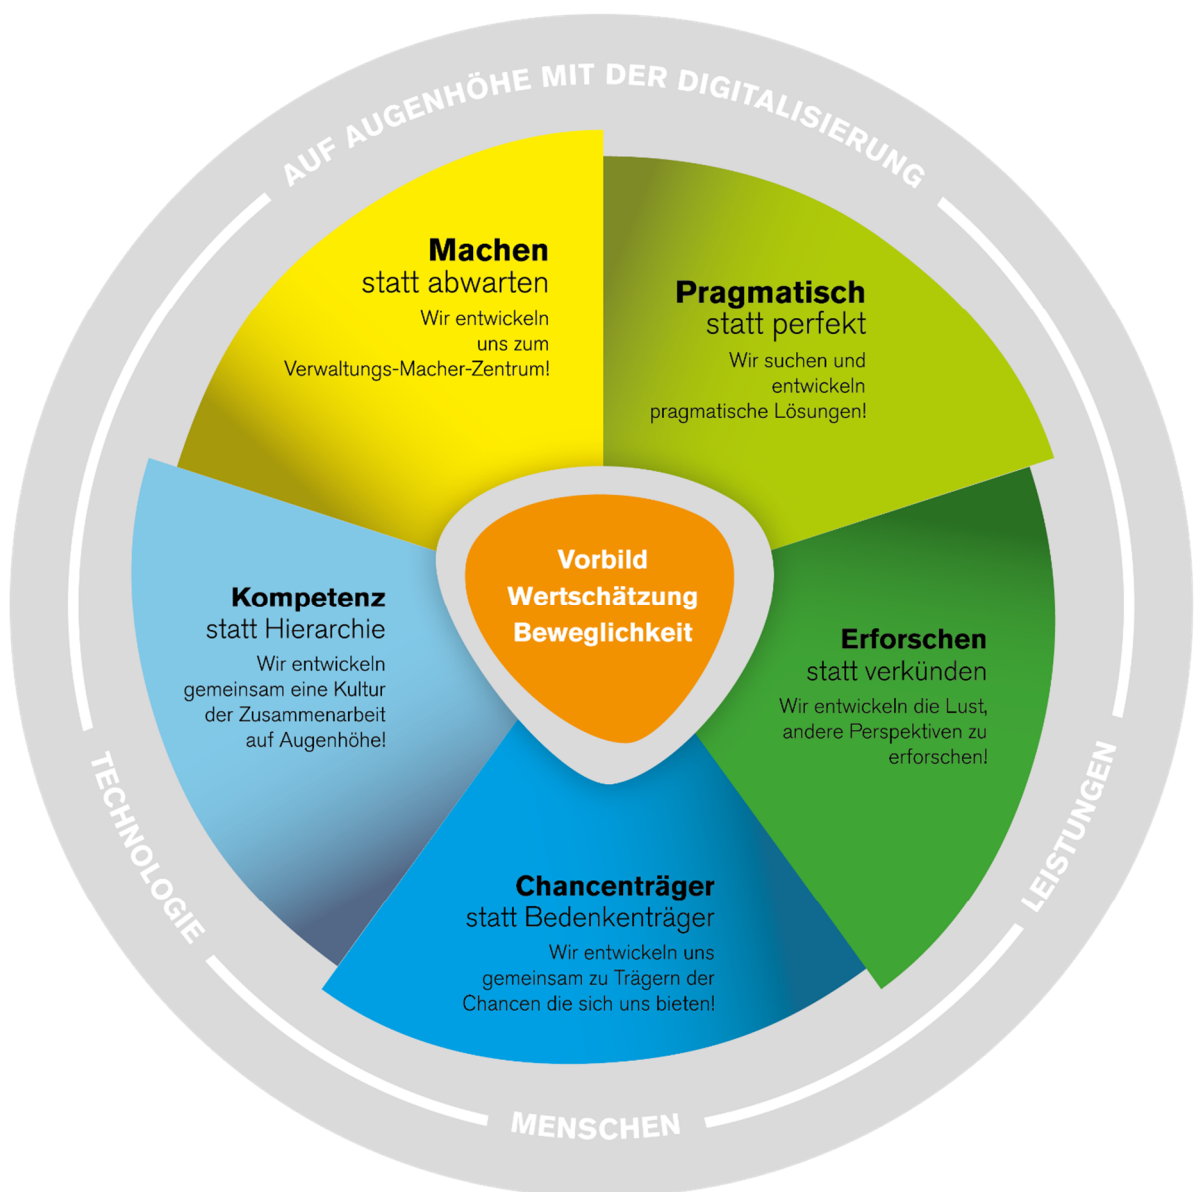 AUF AUGENHÖHE MIT DER DIGITALISIERUNG
Machen
statt abwarten
Wir entwickeln
uns zum
Verwaltungs-Macher-Zentrum!
Pragmatisch
statt perfekt
Wir suchen und
entwickeln
pragmatische Lösungen!
Vorbild
Wertschätzung
Beweglichkeit
Kompetenz
statt Hierarchie
Wir entwickeln
gemeinsam eine Kultur
der Zusammenarbeit
auf Augenhöhe!
Erforschen
statt verkünden
Wir entwickeln die Lust,
andere Perspektiven zu
erforschen!
Chancenträger
statt Bedenkenträger
Wir entwickeln uns
gemeinsam zu Trägern der
Chancen die sich uns bieten!
TECHNOLOGIE
LEISTUNGEN
MENSCHEN